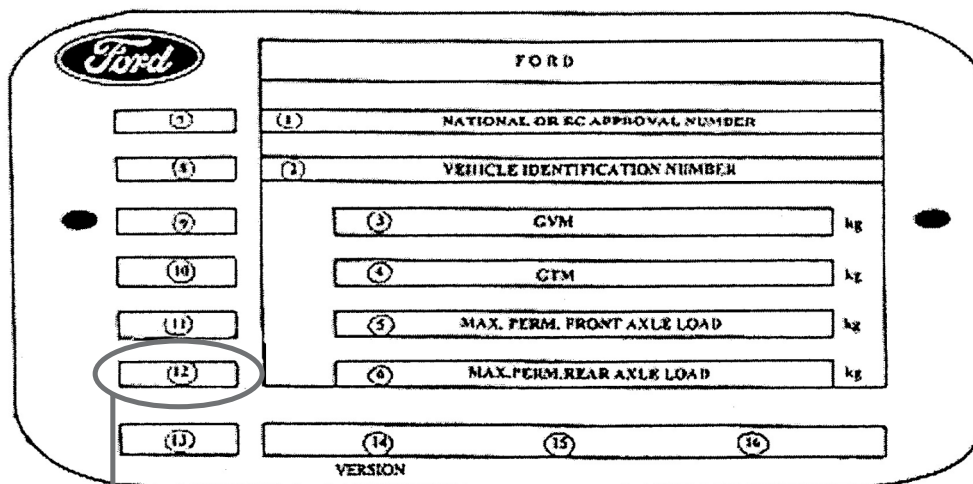 Ford
FORD
7
1 NATIONAL OR EC APPROVAL NUMBER
8
2 VEHICLE IDENTIFICATION NUMBER
9
3 GVM kg
10
4 GTM kg
11
5 MAX. PERM. FRONT AXLE LOAD kg
12
6 MAX.PERM.REAR AXLE LOAD kg
13
14 15 16
VERSION